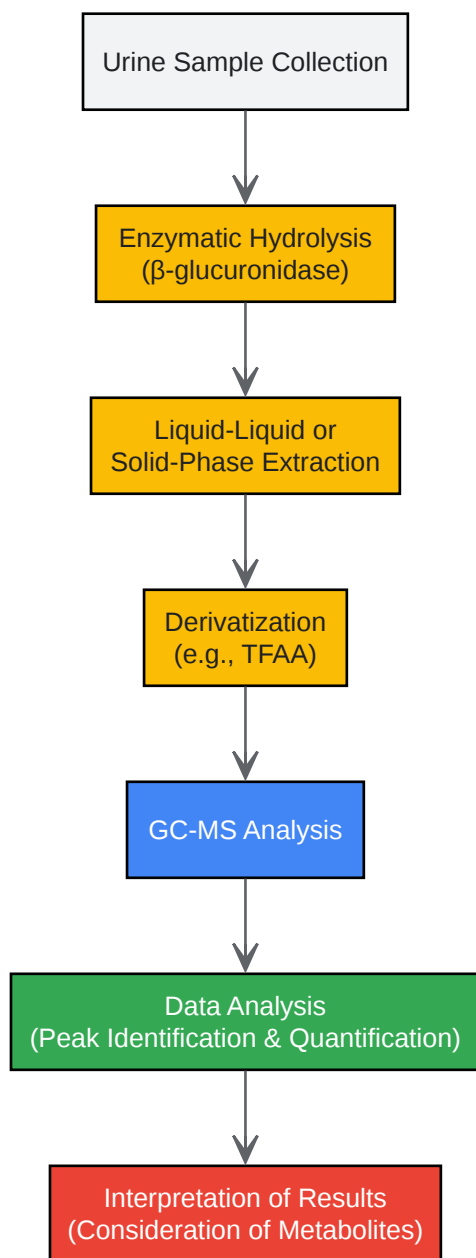 Urine Sample Collection
Enzymatic Hydrolysis
(β-glucuronidase)
Liquid-Liquid or
Solid-Phase Extraction
Derivatization
(e.g., TFAA)
GC-MS Analysis
Data Analysis
(Peak Identification & Quantification)
Interpretation of Results
(Consideration of Metabolites)